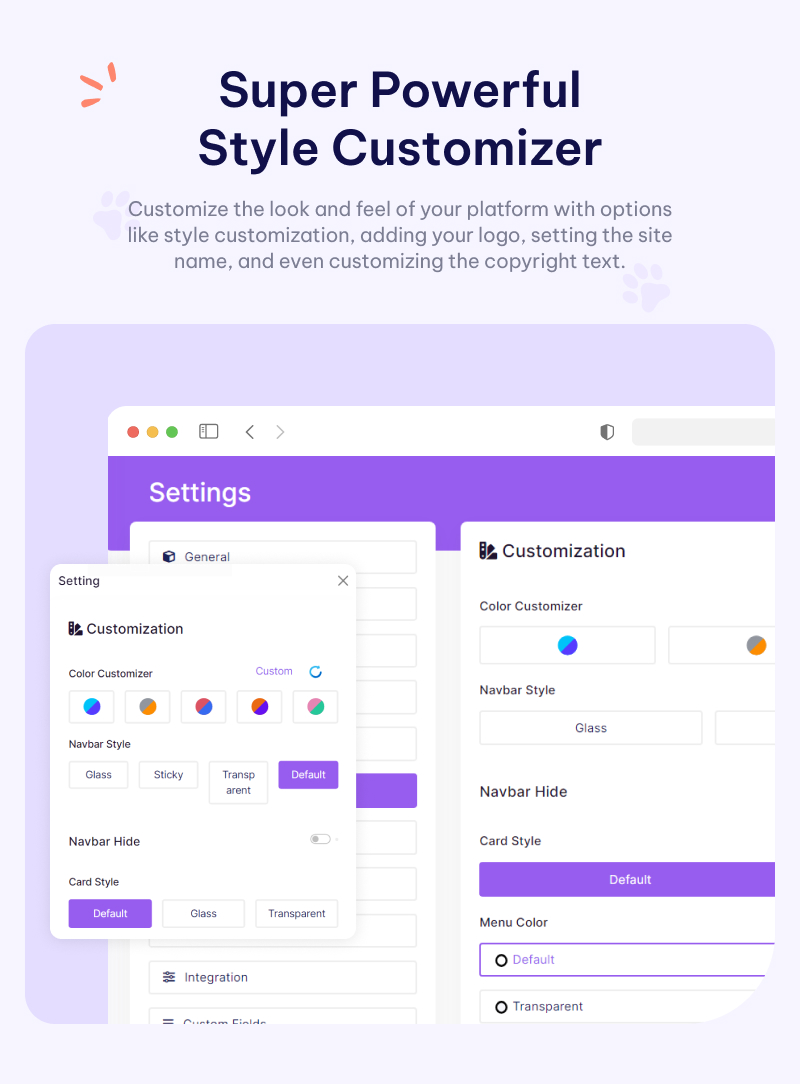 Super Powerful
Style Customizer
Customize the look and feel of your platform with options
like style customization, adding your logo, setting the site
name, and even customizing the copyright text.
Settings
General
Setting
Customization
Color Customizer
Custom
Navbar Style
Glass
Sticky
Transp
arent
Default
Navbar Hide
Card Style
Default
Glass
Transparent
Integration
Custom Fields
Customization
Color Customizer
Navbar Style
Glass
Navbar Hide
Card Style
Default
Menu Color
Default
Transparent